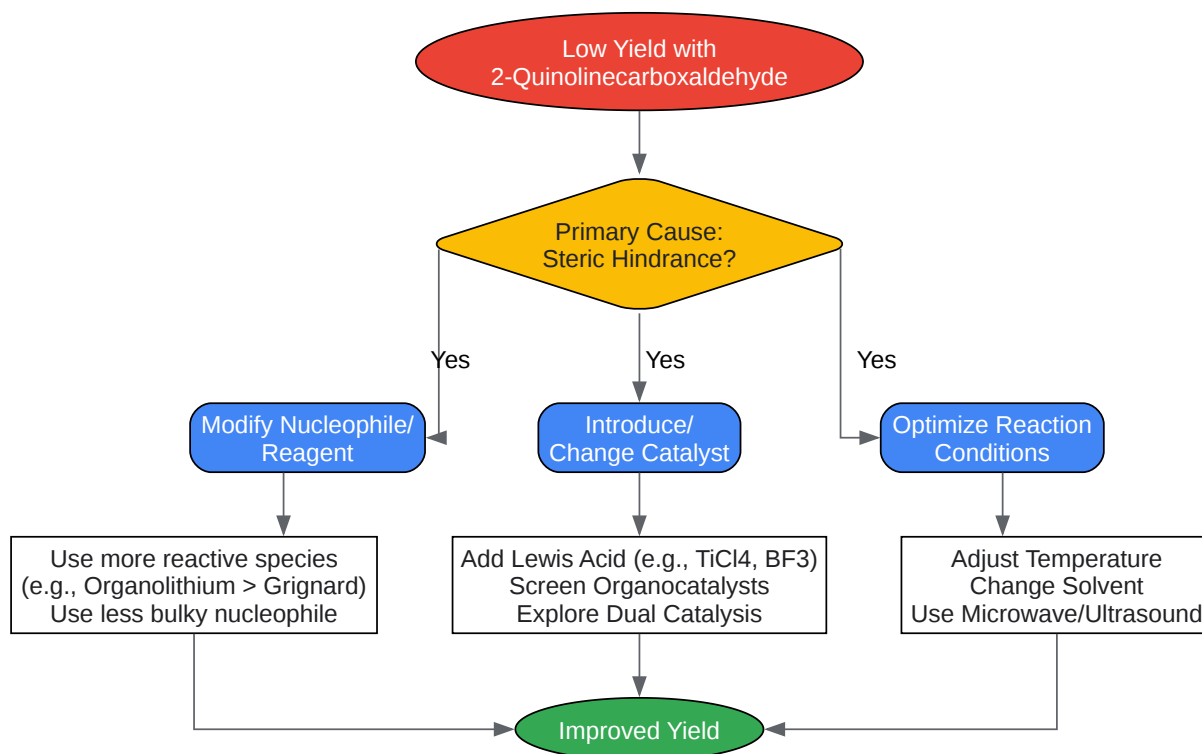 Low Yield with
2-Quinolinecarboxaldehyde
Primary Cause:
Steric Hindrance?
Yes
Yes
Yes
Modify Nucleophile/
Reagent
Introduce/
Change Catalyst
Optimize Reaction
Conditions
Use more reactive species
(e.g., Organolithium > Grignard)
Use less bulky nucleophile
Add Lewis Acid (e.g., TiCl4, BF3)
Screen Organocatalysts
Explore Dual Catalysis
Adjust Temperature
Change Solvent
Use Microwave/Ultrasound
Improved Yield